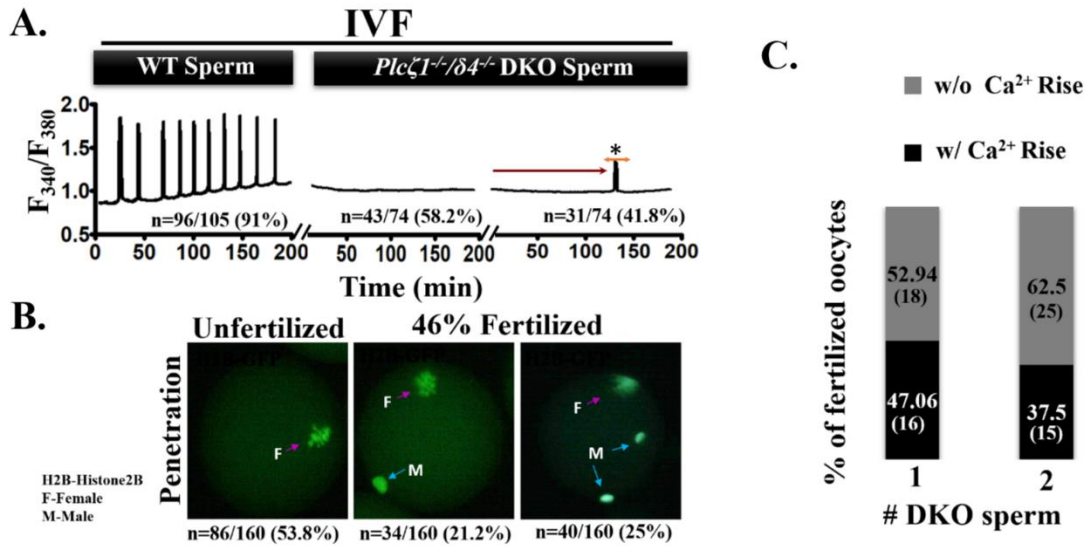 A.
IVF
WT Sperm
Plcζ1-/-/δ4-/- DKO Sperm
F340/F380
2.0
1.5
1.0
0.5
*
n=96/105 (91%)
n=43/74 (58.2%)
n=31/74 (41.8%)
0 50 100 150 200
50 100 150 200
50 100 150 200
Time (min)
B.
Unfertilized
46% Fertilized
Penetration
F
F
M
F
M
H2B-Histone2B
F-Female
M-Male
n=86/160 (53.8%)
n=34/160 (21.2%)
n=40/160 (25%)
C.
w/o Ca2+ Rise
w/ Ca2+ Rise
% of fertilized oocytes
52.94
(18)
62.5
(25)
47.06
(16)
37.5
(15)
1
2
# DKO sperm